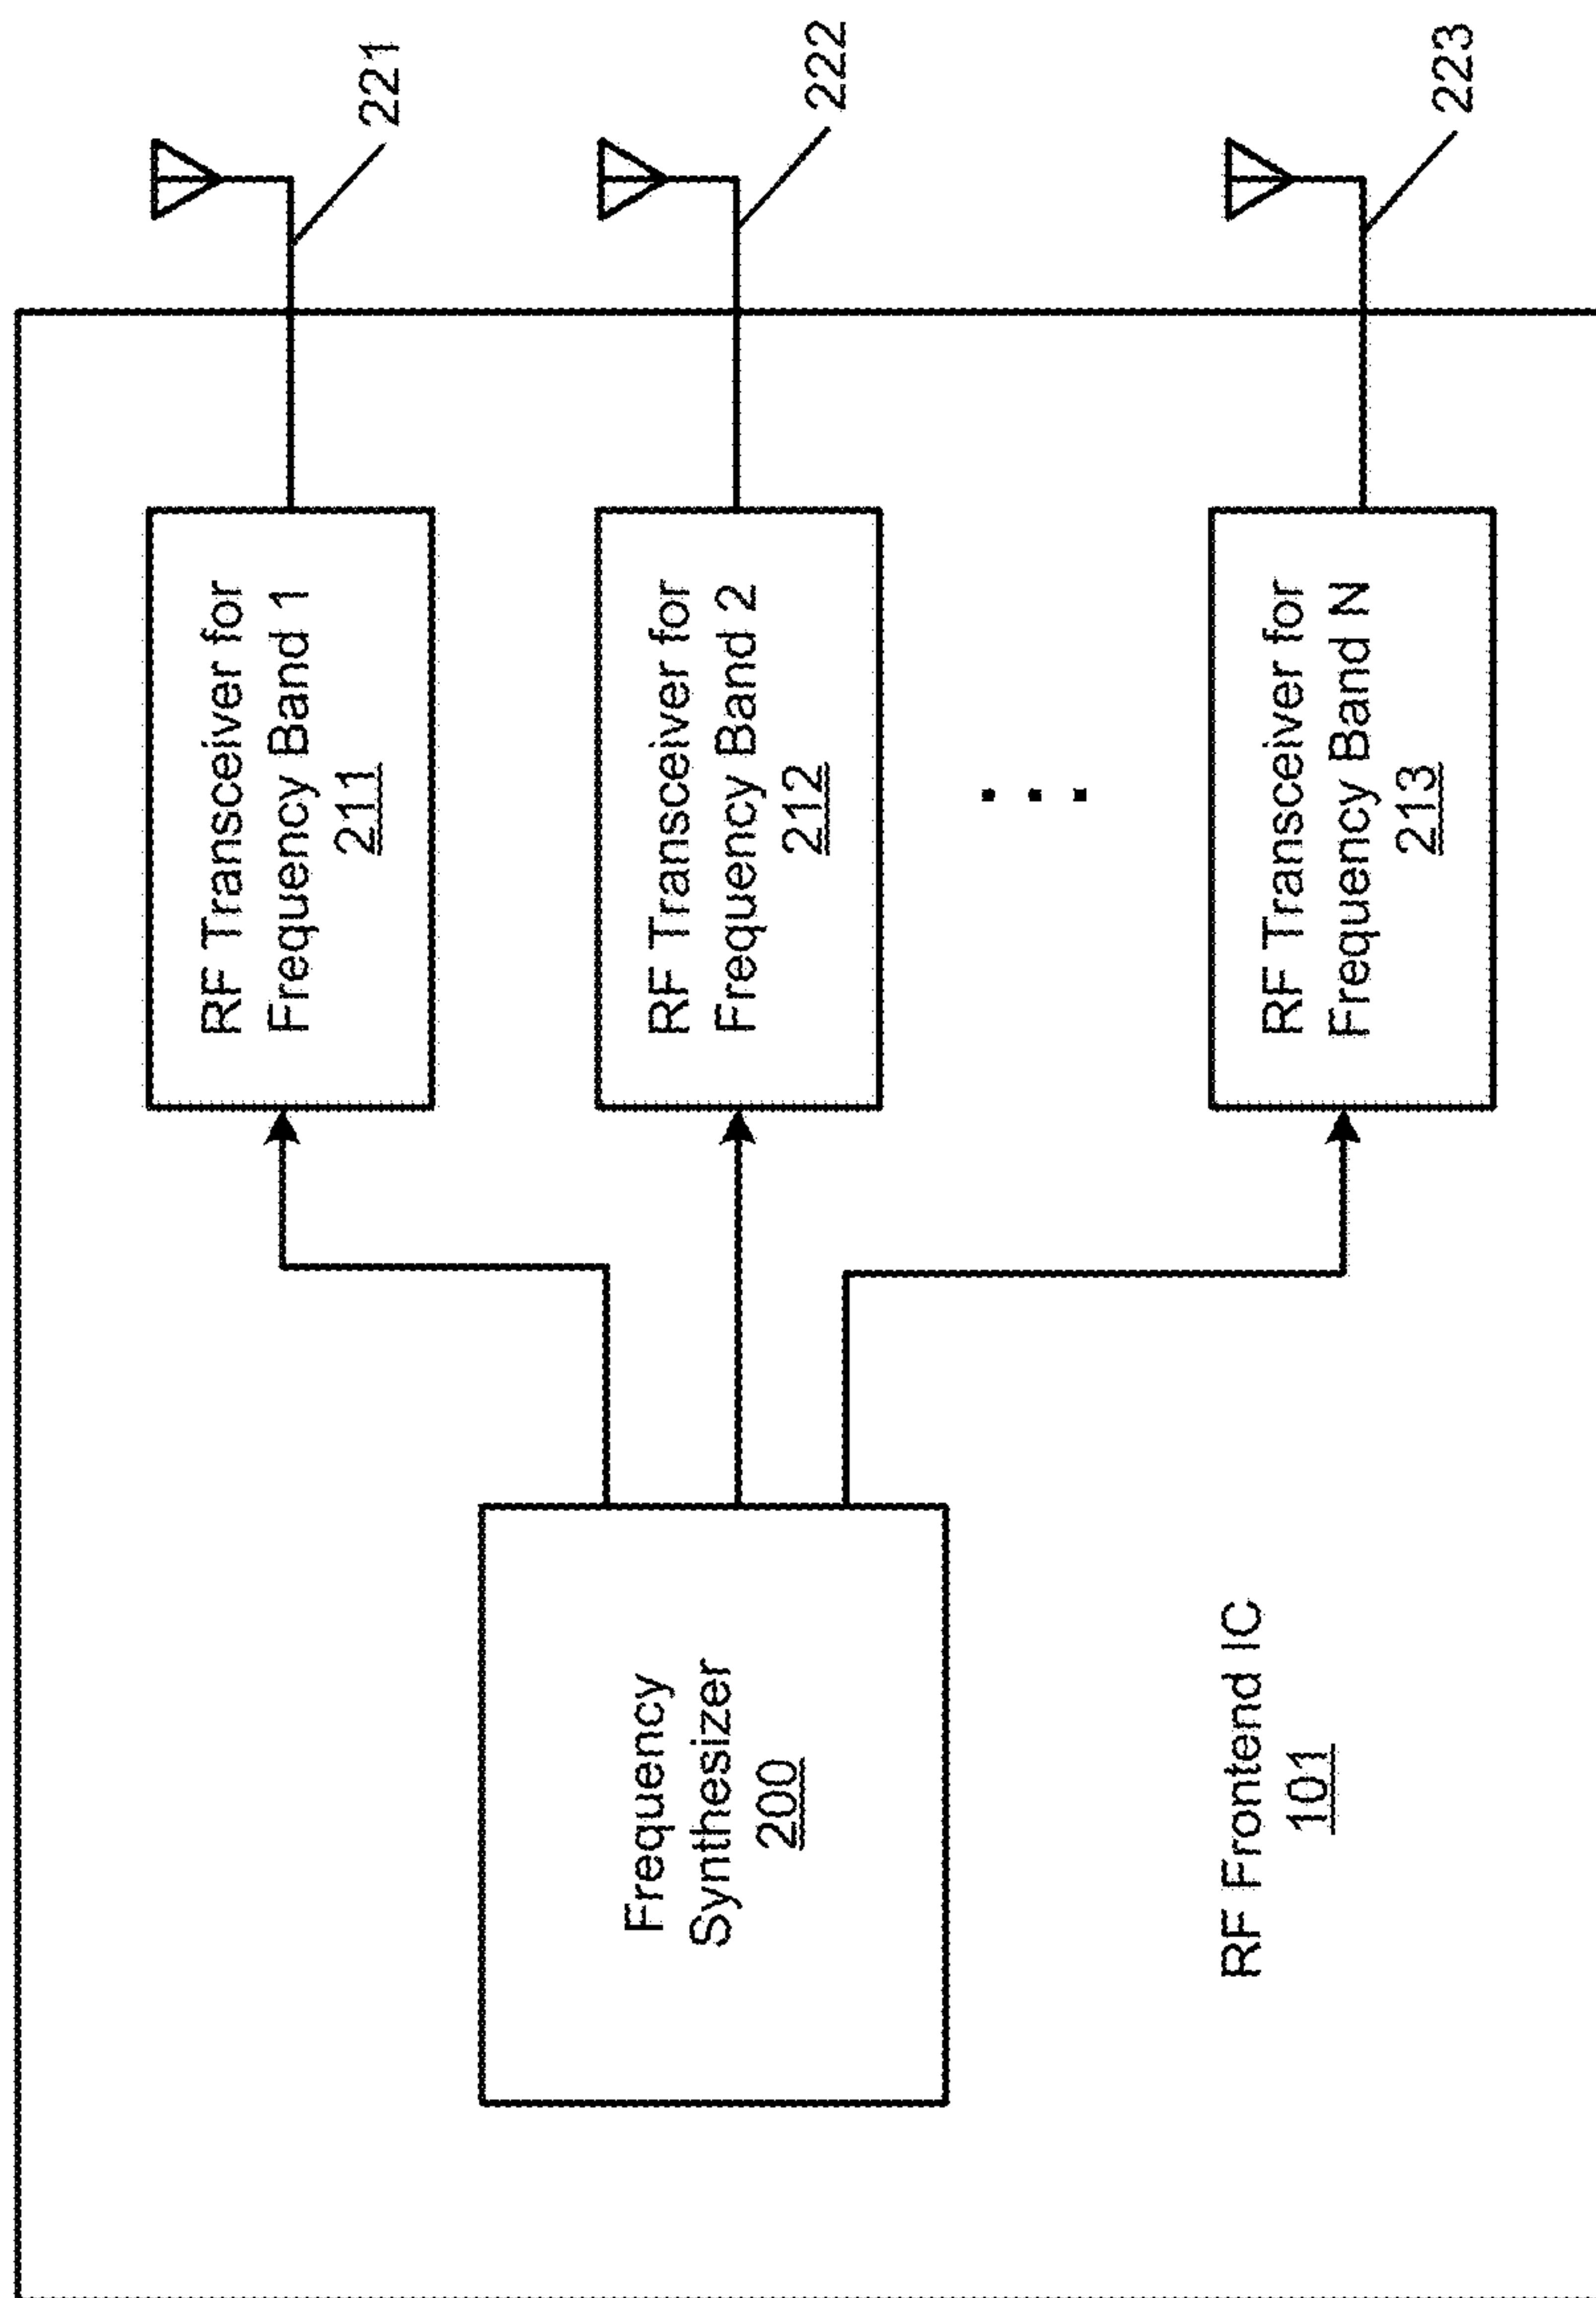 RF Transceiver for
Frequency Band 1
211
221
RF Transceiver for
Frequency Band 2
212
222
Frequency
Synthesizer
200
. . .
RF Transceiver for
Frequency Band N
213
223
RF Frontend IC
101